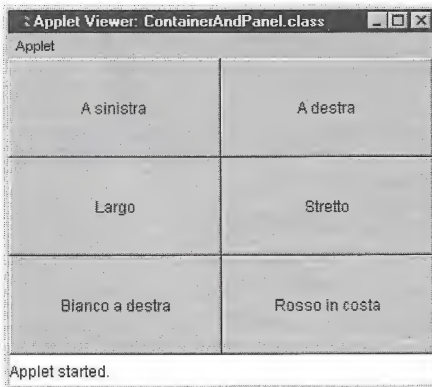 Applet Viewer: ContainerAndPanel.class
Applet
A sinistra
A destra
Largo
Stretto
Bianco a destra
Rosso in costa
Applet started.